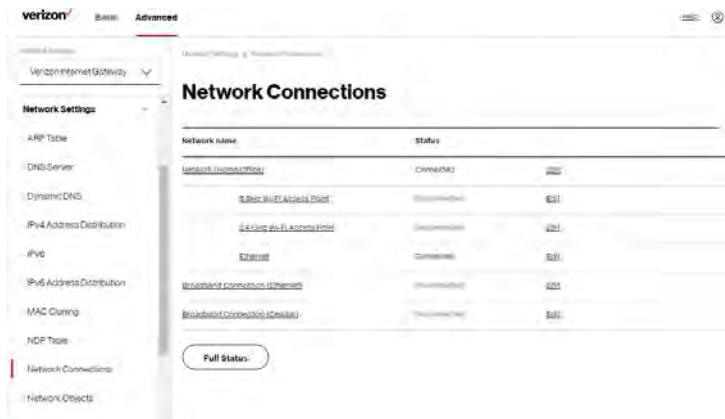 verizon
Basic Advanced
Verizon Internet Gateway
Network Settings
ARP Table
DNS Server
Dynamic DNS
IPv4 Address Distribution
IPv6
IPv6 Address Distribution
MAC Cloning
NDP Table
Network Connections
Network Objects
Network Connections
Network name Status
Network (Home/Office) Connected Edit
5 GHz Wi-Fi Access Point Edit
2.4 GHz Wi-Fi Access Point Edit
Ethernet Connected Edit
Broadband Connection (Ethernet) Edit
Broadband Connection (Cellular) Edit
Full Status